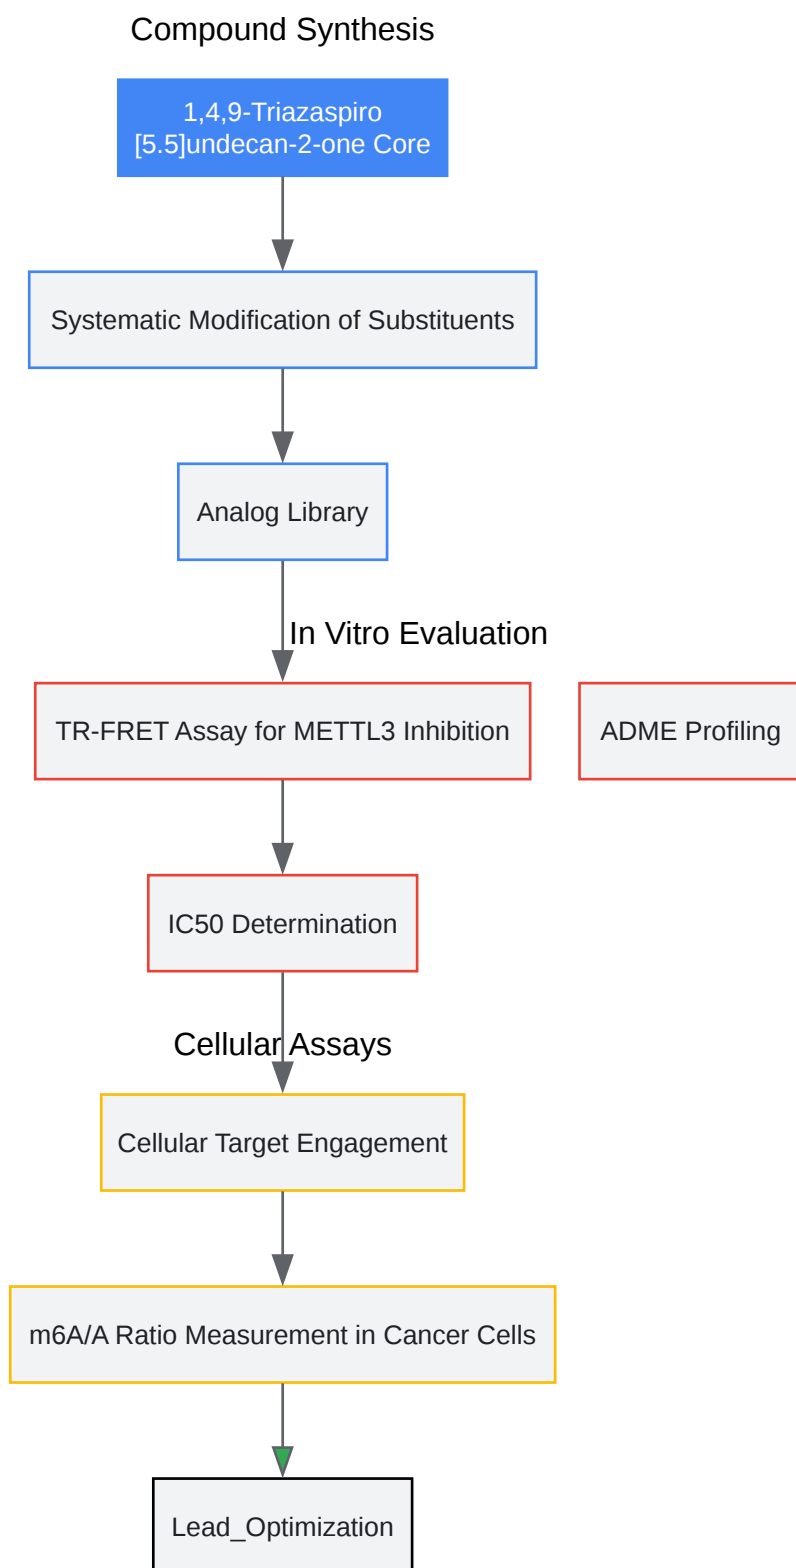 Compound Synthesis
1,4,9-Triazaspiro
[5.5]undecan-2-one Core
Systematic Modification of Substituents
Analog Library
In Vitro Evaluation
TR-FRET Assay for METTL3 Inhibition
ADME Profiling
IC50 Determination
Cellular Assays
Cellular Target Engagement
m6A/A Ratio Measurement in Cancer Cells
Lead_Optimization